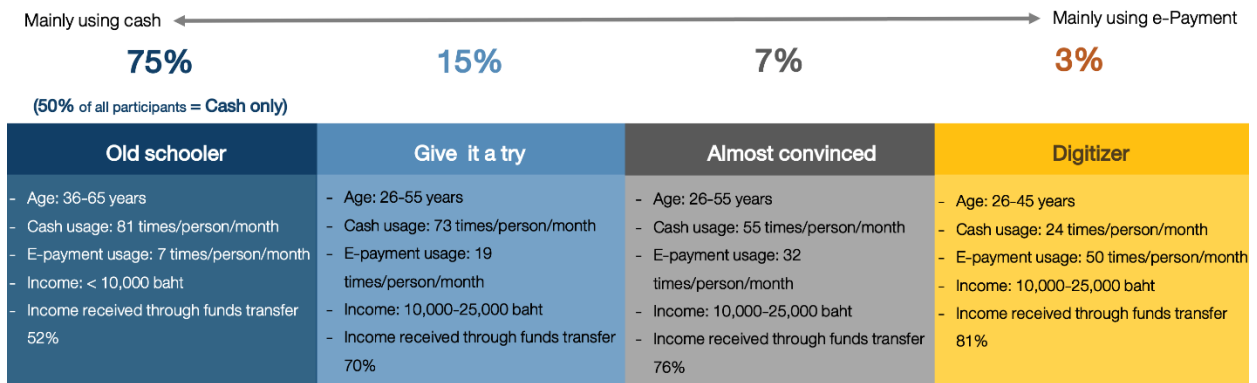 Mainly using cash
Mainly using e-Payment
75%
15%
7%
3%
(50% of all participants = Cash only)
Old schooler
Give it a try
Almost convinced
Digitizer
- Age: 36-65 years
- Cash usage: 81 times/person/month
- E-payment usage: 7 times/person/month
- Income: < 10,000 baht
- Income received through funds transfer
52%
- Age: 26-55 years
- Cash usage: 73 times/person/month
- E-payment usage: 19
times/person/month
- Income: 10,000-25,000 baht
- Income received through funds transfer
70%
- Age: 26-55 years
- Cash usage: 55 times/person/month
- E-payment usage: 32
times/person/month
- Income: 10,000-25,000 baht
- Income received through funds transfer
76%
- Age: 26-45 years
- Cash usage: 24 times/person/month
- E-payment usage: 50 times/person/month
- Income: 10,000-25,000 baht
- Income received through funds transfer
81%